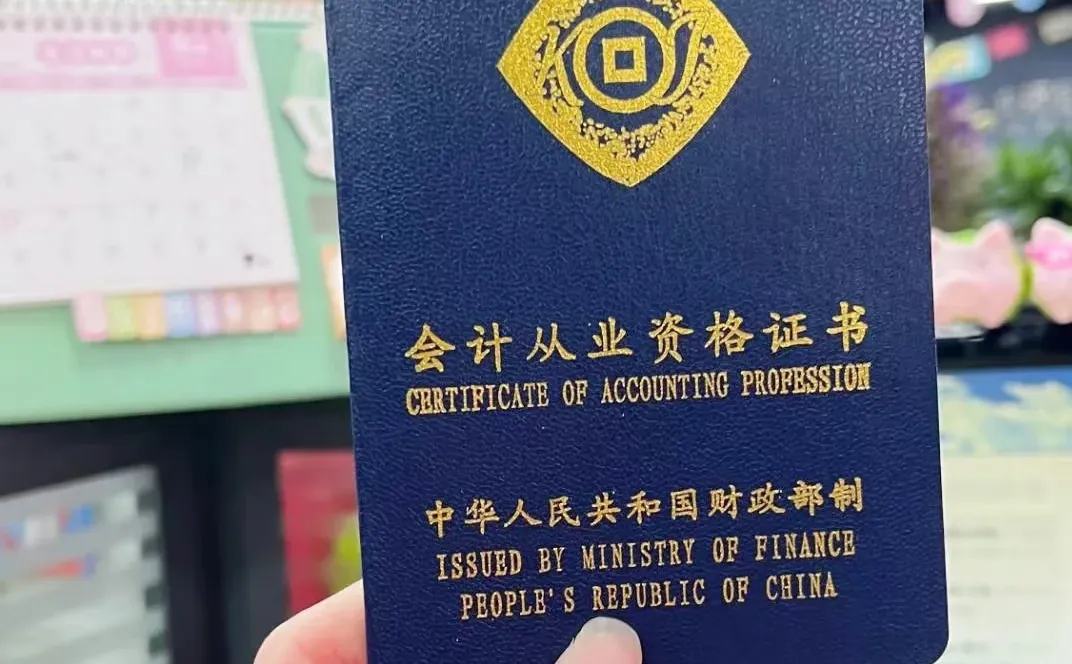 会计从业资格证书
CERTIFICATE OF ACCOUNTING PROFESSION
中华人民共和国财政部制
ISSUED BY MINISTRY OF FINANCE
PEOPLE'S REPUBLIC OF CHINA